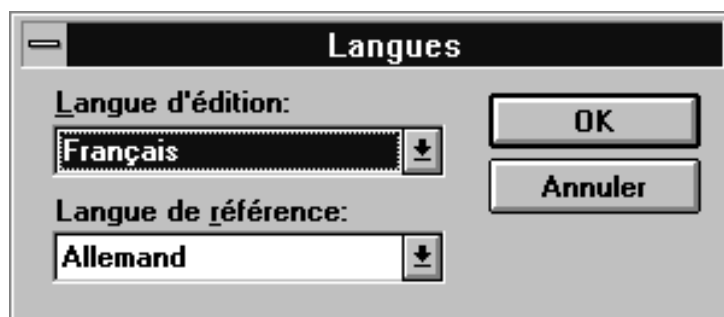 Langues
Langue d'édition:
Français
Langue de référence:
Allemand
OK
Annuler